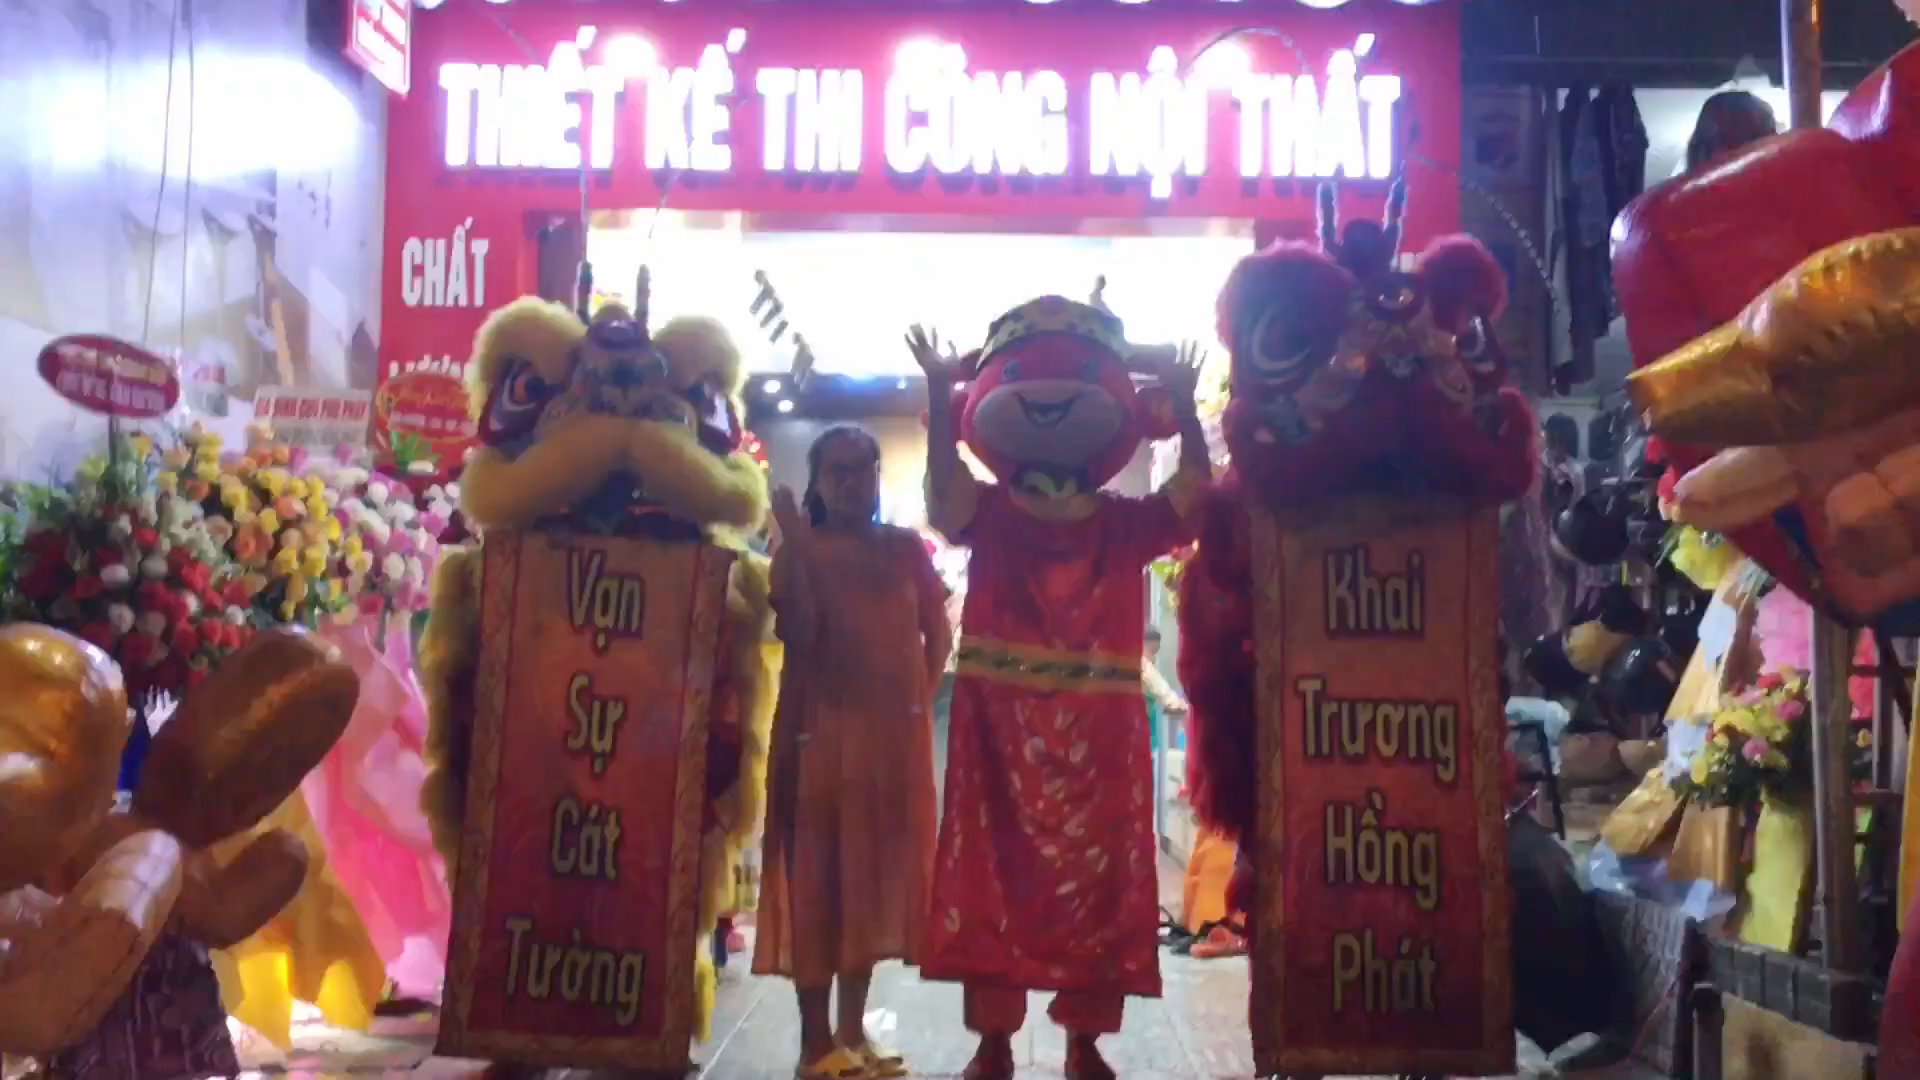 THIẾT KẾ THI CÔNG NỘI THẤT
CHẤT
Vạn
Sự
Cát
Tường
Khai
Trương
Hồng
Phát